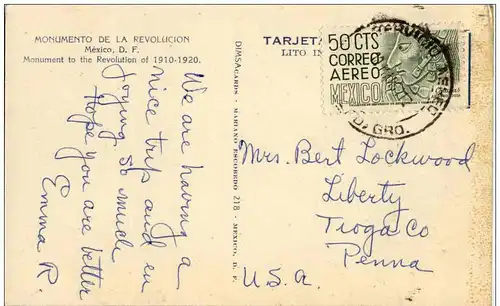 MONUMENTO DE LA REVOLUCION
México, D. F.
Monument to the Revolution of 1910-1920.
We are having a
nice trip and en
joying so much
Hope you are better
Emma R.
DIMSACARDS - MARIANO ESCOBEDO 218 - MEXICO, D. F.
TARJETA
LITO IN
50 CTS
CORREO
AEREO
MEXICO
GRO.
Mrs. Bert Lockwood
Liberty
Tioga Co
Penna
U.S.A.